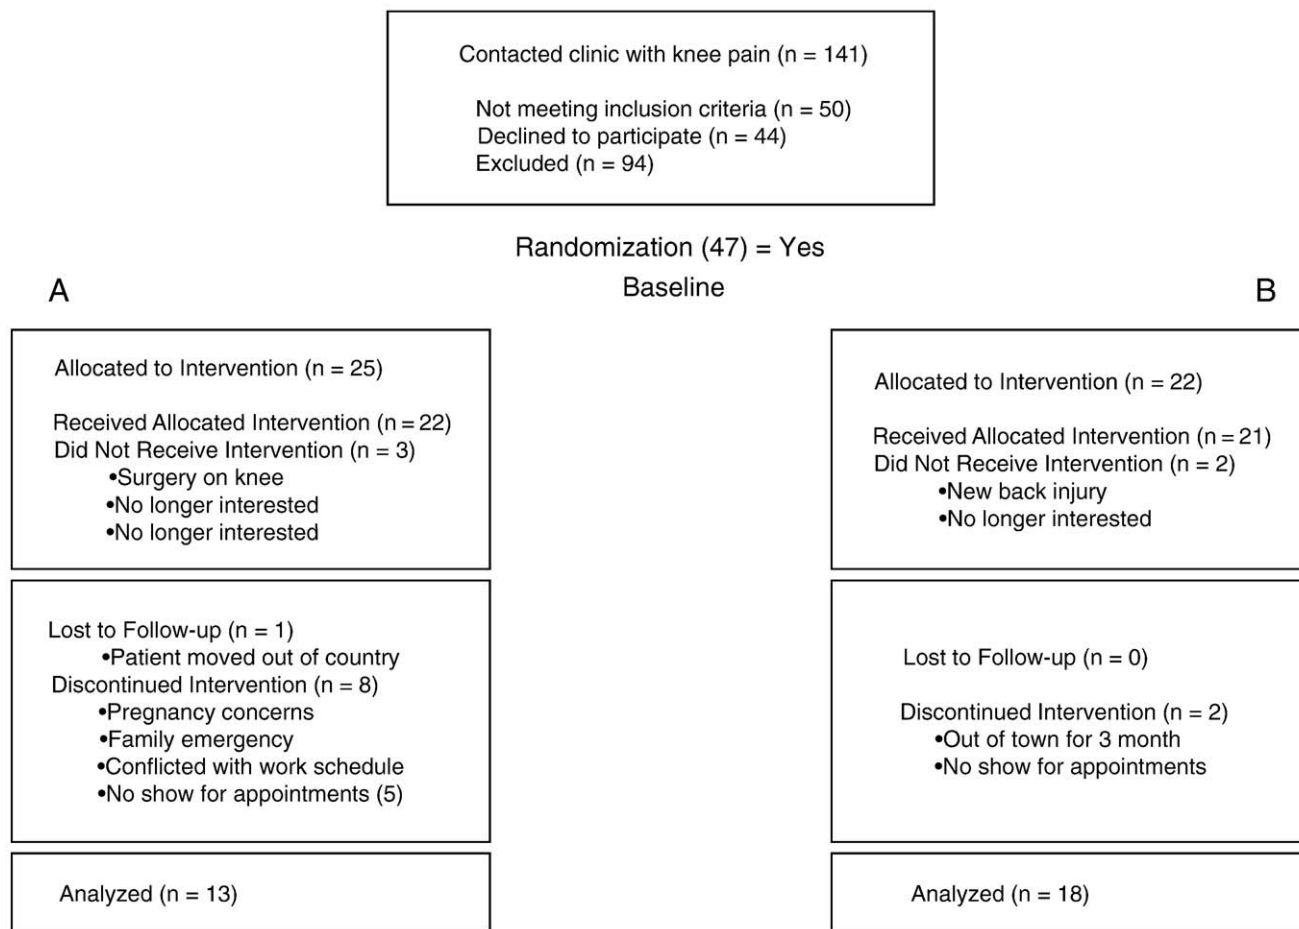 Contacted clinic with knee pain (n = 141)
Not meeting inclusion criteria (n = 50)
Declined to participate (n = 44)
Excluded (n = 94)
Randomization (47) = Yes
Baseline
A
Allocated to Intervention (n = 25)
Received Allocated Intervention (n = 22)
Did Not Receive Intervention (n = 3)
•Surgery on knee
•No longer interested
•No longer interested
Lost to Follow-up (n = 1)
•Patient moved out of country
Discontinued Intervention (n = 8)
•Pregnancy concerns
•Family emergency
•Conflicted with work schedule
•No show for appointments (5)
Analyzed (n = 13)
B
Allocated to Intervention (n = 22)
Received Allocated Intervention (n = 21)
Did Not Receive Intervention (n = 2)
•New back injury
•No longer interested
Lost to Follow-up (n = 0)
Discontinued Intervention (n = 2)
•Out of town for 3 month
•No show for appointments
Analyzed (n = 18)